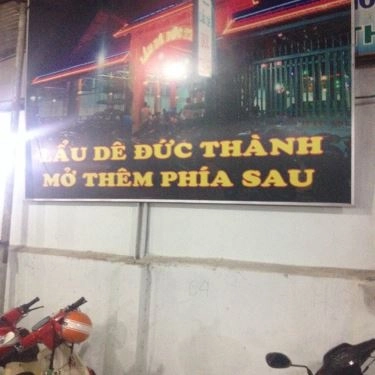 LẨU DÊ ĐỨC THÀNH
MỞ THÊM PHÍA SAU